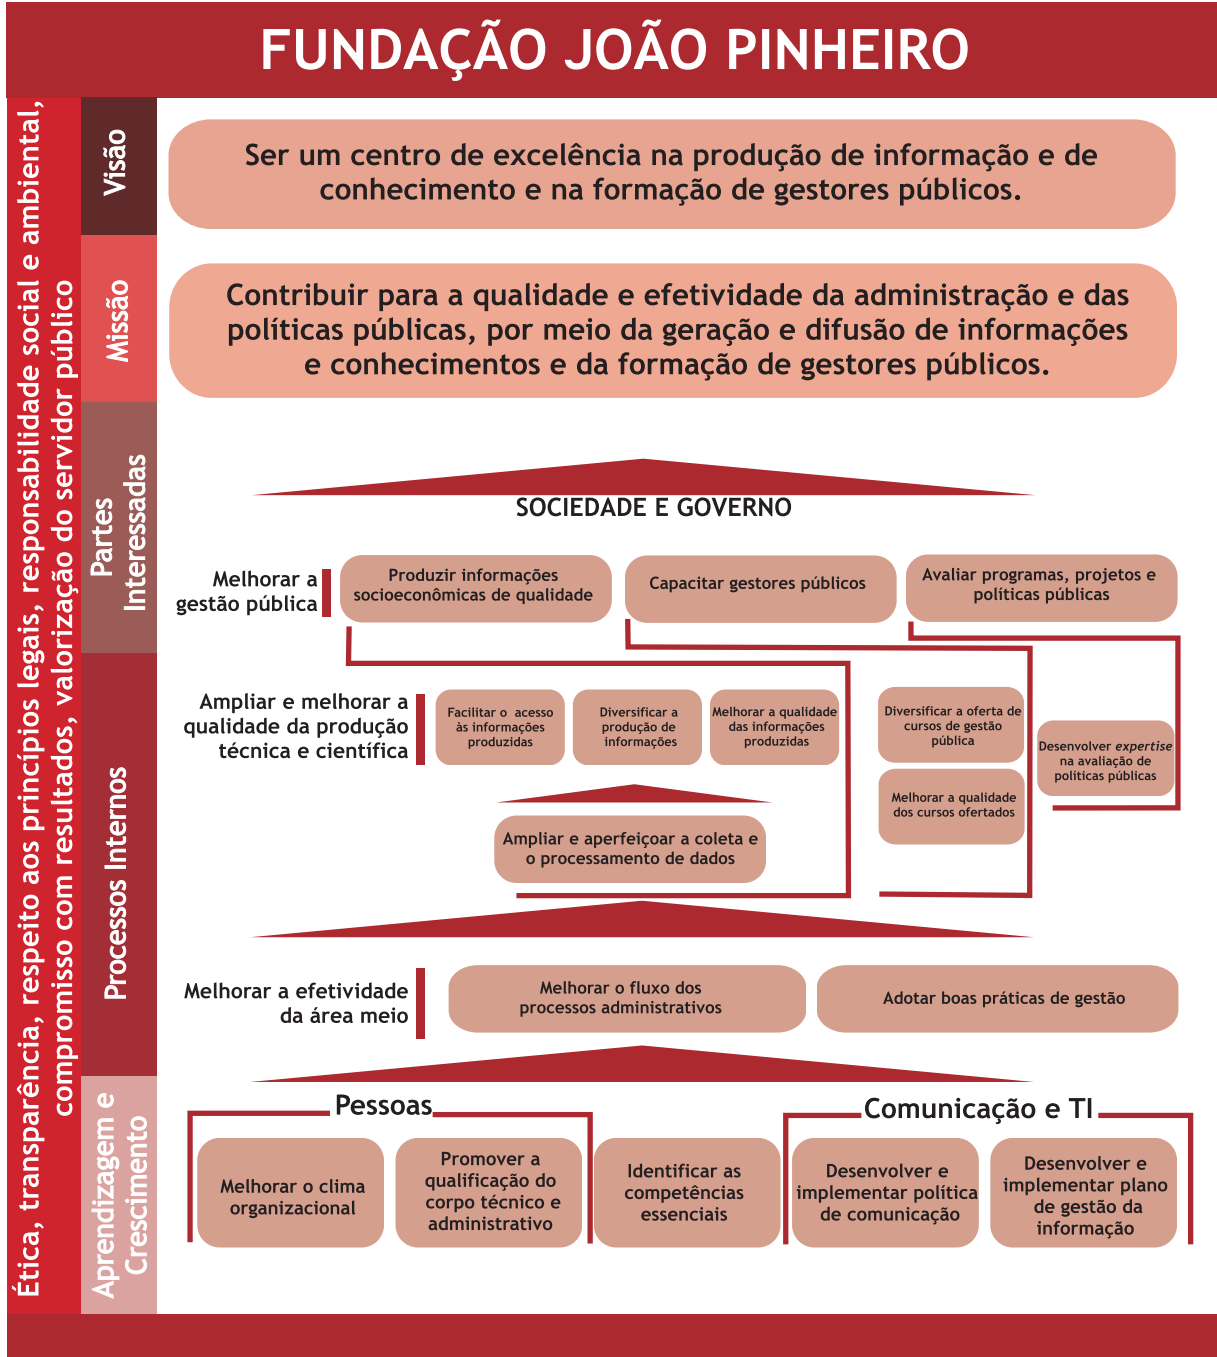 FUNDAÇÃO JOÃO PINHEIRO
Ética, transparência, respeito aos princípios legais, responsabilidade social e ambiental,
compromisso com resultados, valorização do servidor público
Visão
Ser um centro de excelência na produção de informação e de
conhecimento e na formação de gestores públicos.
Missão
Contribuir para a qualidade e efetividade da administração e das
políticas públicas, por meio da geração e difusão de informações
e conhecimentos e da formação de gestores públicos.
Partes
Interessadas
SOCIEDADE E GOVERNO
Melhorar a
gestão pública
Produzir informações
socioeconômicas de qualidade
Capacitar gestores públicos
Avaliar programas, projetos e
políticas públicas
Processos Internos
Ampliar e melhorar a
qualidade da produção
técnica e científica
Facilitar o acesso
às informações
produzidas
Diversificar a
produção de
informações
Melhorar a qualidade
das informações
produzidas
Diversificar a oferta de
cursos de gestão
pública
Melhorar a qualidade
dos cursos ofertados
Desenvolver expertise
na avaliação de
políticas públicas
Ampliar e aperfeiçoar a coleta e
o processamento de dados
Melhorar a efetividade
da área meio
Melhorar o fluxo dos
processos administrativos
Adotar boas práticas de gestão
Aprendizagem e
Crescimento
Pessoas
Melhorar o clima
organizacional
Promover a
qualificação do
corpo técnico e
administrativo
Identificar as
competências
essenciais
Comunicação e TI
Desenvolver e
implementar política
de comunicação
Desenvolver e
implementar plano
de gestão da
informação